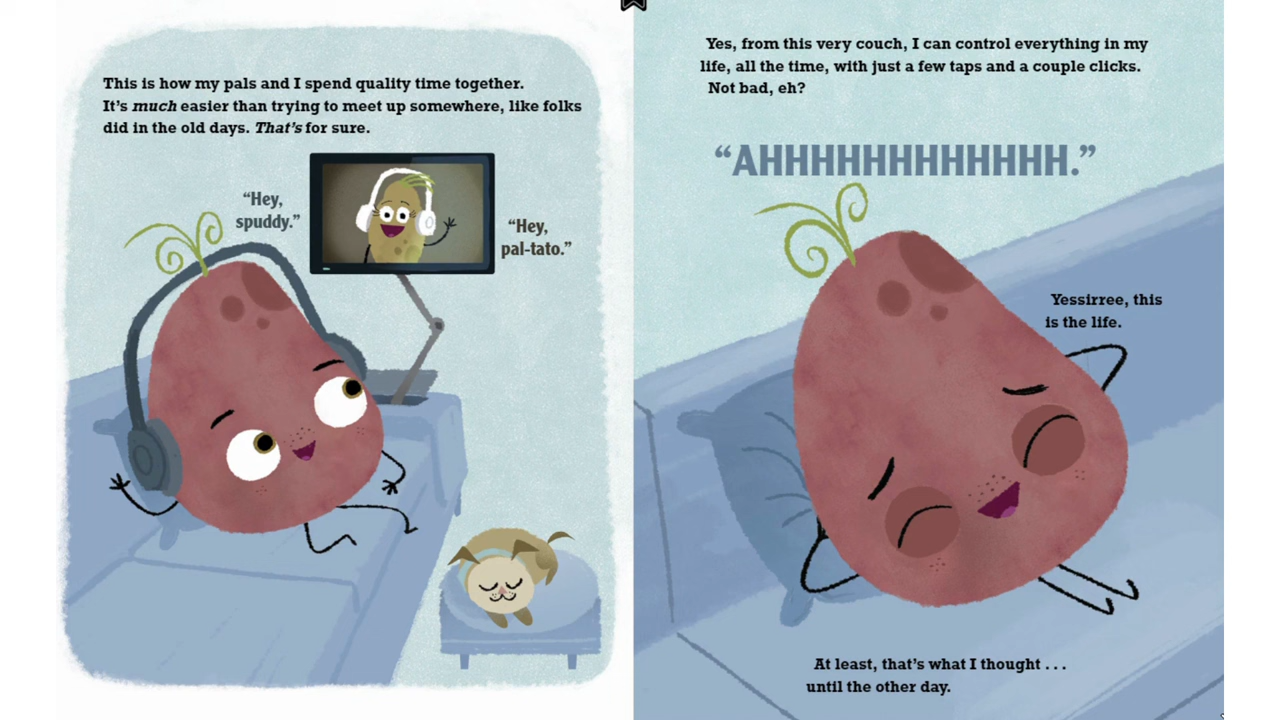 This is how my pals and I spend quality time together.
It's much easier than trying to meet up somewhere, like folks
did in the old days. That's for sure.
“Hey,
spuddy.”
“Hey,
pal-tato.”
Yes, from this very couch, I can control everything in my
life, all the time, with just a few taps and a couple clicks.
Not bad, eh?
“AHHHHHHHHHHHHH.”
Yessirree, this
is the life.
At least, that's what I thought . . .
until the other day.